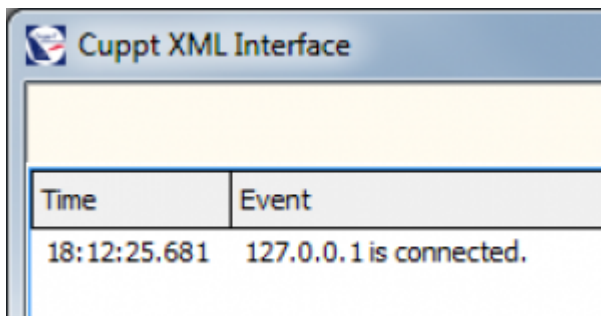 Cuppt XML Interface
Time Event
18:12:25.681 127.0.0.1 is connected.